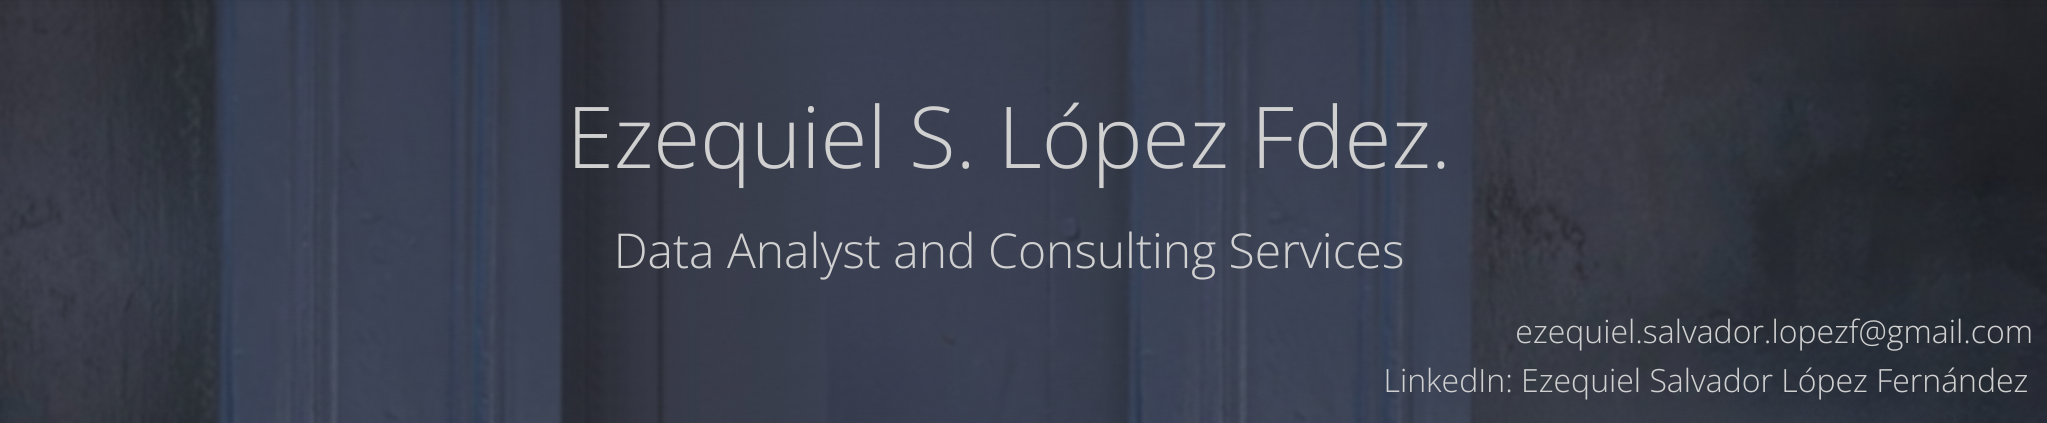 Ezequiel S. López Fdez.
Data Analyst and Consulting Services
ezequiel.salvador.lopezf@gmail.com
LinkedIn: Ezequiel Salvador López Fernández